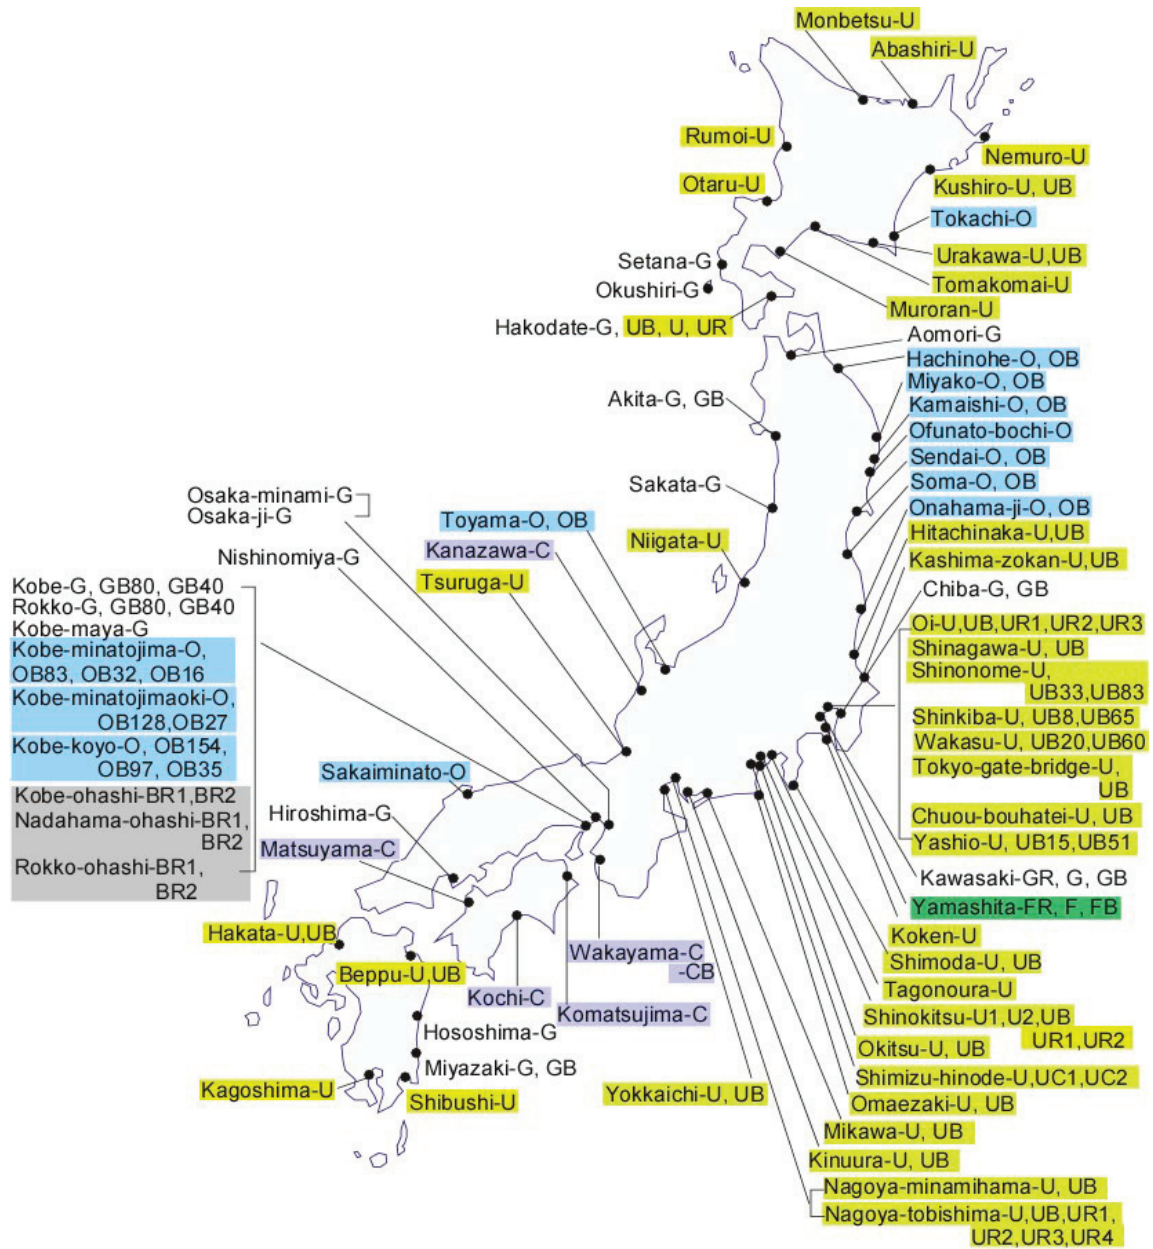 Monbetsu-U
Abashiri-U
Rumoi-U
Nemuro-U
Otaru-U
Kushiro-U, UB
Tokachi-O
Urakawa-U,UB
Setana-G
Tomakomai-U
Okushiri-G
Muroran-U
Hakodate-G, UB, U, UR
Aomori-G
Hachinohe-O, OB
Miyako-O, OB
Akita-G, GB
Kamaishi-O, OB
Ofunato-bochi-O
Sendai-O, OB
Sakata-G
Soma-O, OB
Osaka-minami-G
Osaka-ji-G
Onahama-ji-O, OB
Toyama-O, OB
Hitachinaka-U,UB
Niigata-U
Kanazawa-C
Nishinomiya-G
Kashima-zokan-U,UB
Tsuruga-U
Chiba-G, GB
Kobe-G, GB80, GB40
Rokko-G, GB80, GB40
Kobe-maya-G
Kobe-minatojima-O,
OB83, OB32, OB16
Kobe-minatojimaoki-O,
OB128,OB27
Kobe-koyo-O, OB154,
OB97, OB35
Kobe-ohashi-BR1,BR2
Nadahama-ohashi-BR1,
BR2
Rokko-ohashi-BR1,
BR2
Oi-U,UB,UR1,UR2,UR3
Shinagawa-U, UB
Shinonome-U,
UB33,UB83
Shinkiba-U, UB8,UB65
Wakasu-U, UB20,UB60
Tokyo-gate-bridge-U,
UB
Chuou-bouhatei-U, UB
Yashio-U, UB15,UB51
Sakaiminato-O
Hiroshima-G
Matsuyama-C
Kawasaki-GR, G, GB
Yamashita-FR, F, FB
Hakata-U,UB
Koken-U
Wakayama-C
-CB
Shimoda-U, UB
Beppu-U,UB
Tagonoura-U
Kochi-C
Komatsujima-C
Shinokitsu-U1, U2,UB
UR1,UR2
Hososhima-G
Okitsu-U, UB
Miyazaki-G, GB
Shimizu-hinode-U,UC1,UC2
Kagoshima-U
Yokkaichi-U, UB
Shibushi-U
Omaezaki-U, UB
Mikawa-U, UB
Kinuura-U, UB
Nagoya-minamihama-U, UB
Nagoya-tobishima-U,UB,UR1,
UR2,UR3,UR4